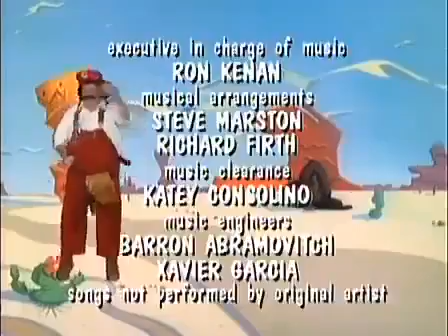 executive in charge of music
RON KENAN
musical arrangements
STEVE MARSTON
RICHARD FIRTH
music clearance
KATEY CONSOLINO
music engineers
BARRON ABRAMOVITCH
XAVIER GARCIA
songs not performed by original artist